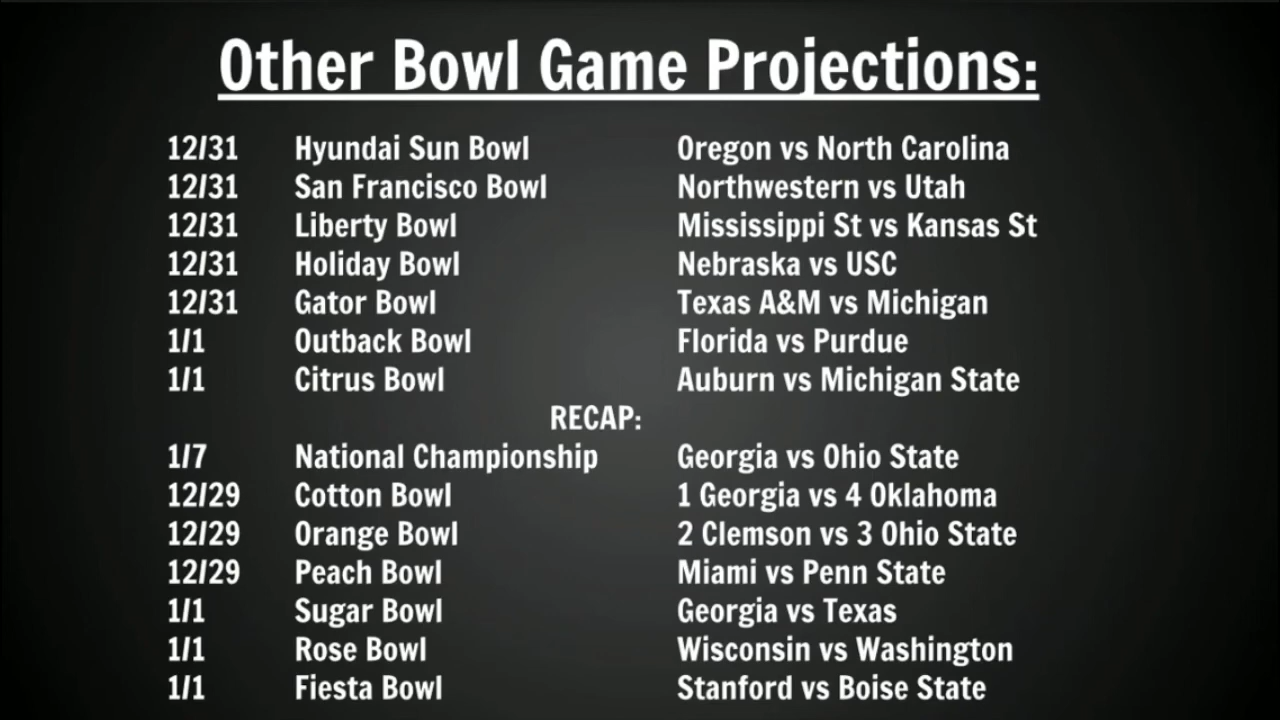 Other Bowl Game Projections:
12/31 Hyundai Sun Bowl Oregon vs North Carolina
12/31 San Francisco Bowl Northwestern vs Utah
12/31 Liberty Bowl Mississippi St vs Kansas St
12/31 Holiday Bowl Nebraska vs USC
12/31 Gator Bowl Texas A&M vs Michigan
1/1 Outback Bowl Florida vs Purdue
1/1 Citrus Bowl Auburn vs Michigan State
RECAP:
1/7 National Championship Georgia vs Ohio State
12/29 Cotton Bowl 1 Georgia vs 4 Oklahoma
12/29 Orange Bowl 2 Clemson vs 3 Ohio State
12/29 Peach Bowl Miami vs Penn State
1/1 Sugar Bowl Georgia vs Texas
1/1 Rose Bowl Wisconsin vs Washington
1/1 Fiesta Bowl Stanford vs Boise State